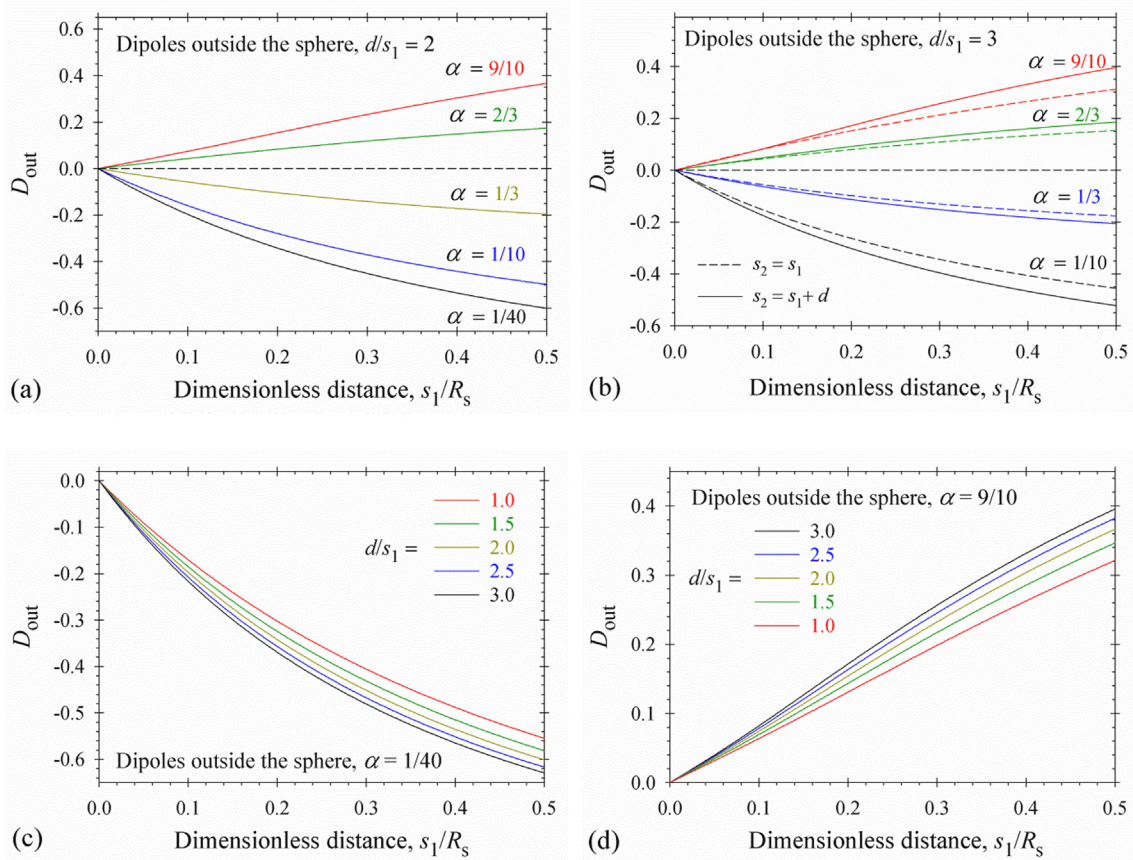 Dipoles outside the sphere, d/s₁ = 2
α = 9/10
α = 2/3
α = 1/3
α = 1/10
α = 1/40
0.6
0.4
0.2
0.0
-0.2
-0.4
-0.6
D_out
0.0 0.1 0.2 0.3 0.4 0.5
Dimensionless distance, s₁/R_s
(a)
Dipoles outside the sphere, d/s₁ = 3
α = 9/10
α = 2/3
α = 1/3
α = 1/10
s₂ = s₁
s₂ = s₁+ d
0.4
0.2
0.0
-0.2
-0.4
-0.6
D_out
0.0 0.1 0.2 0.3 0.4 0.5
Dimensionless distance, s₁/R_s
(b)
0.0
-0.1
-0.2
-0.3
-0.4
-0.5
-0.6
D_out
d/s₁ =
1.0
1.5
2.0
2.5
3.0
Dipoles outside the sphere, α = 1/40
0.0 0.1 0.2 0.3 0.4 0.5
Dimensionless distance, s₁/R_s
(c)
Dipoles outside the sphere, α = 9/10
d/s₁ =
3.0
2.5
2.0
1.5
1.0
0.4
0.3
0.2
0.1
0.0
D_out
0.0 0.1 0.2 0.3 0.4 0.5
Dimensionless distance, s₁/R_s
(d)